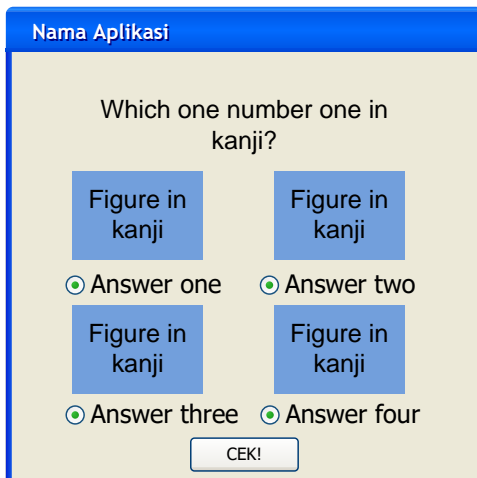 Nama Aplikasi
Which one number one in
kanji?
Figure in
kanji
Figure in
kanji
Answer one
Answer two
Figure in
kanji
Figure in
kanji
Answer three
Answer four
CEK!